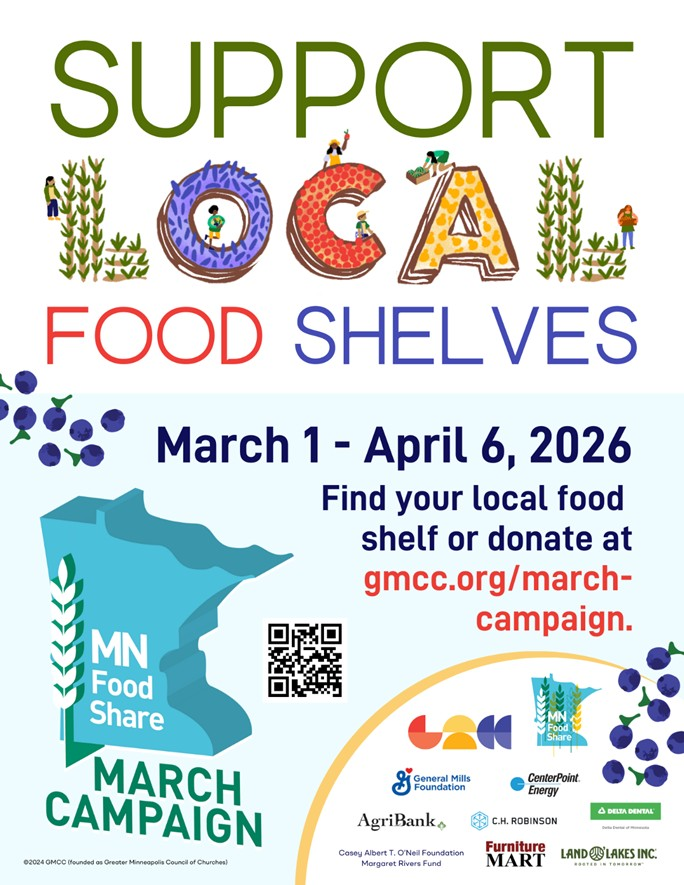 SUPPORT
LOCAL
FOOD SHELVES
March 1 - April 6, 2026
Find your local food
shelf or donate at
gmcc.org/march-
campaign.
MN
Food
Share
MARCH
CAMPAIGN
MN
Food
Share
General Mills
Foundation
CenterPoint.
Energy
AgriBank
C.H. ROBINSON
DELTA DENTAL
Delta Dental of Minnesota
Casey Albert T. O'Neil Foundation
Margaret Rivers Fund
Furniture
MART
LAND O LAKES INC.
ROOTED IN TOMORROW
©2024 GMCC (founded as Greater Minneapolis Council of Churches)